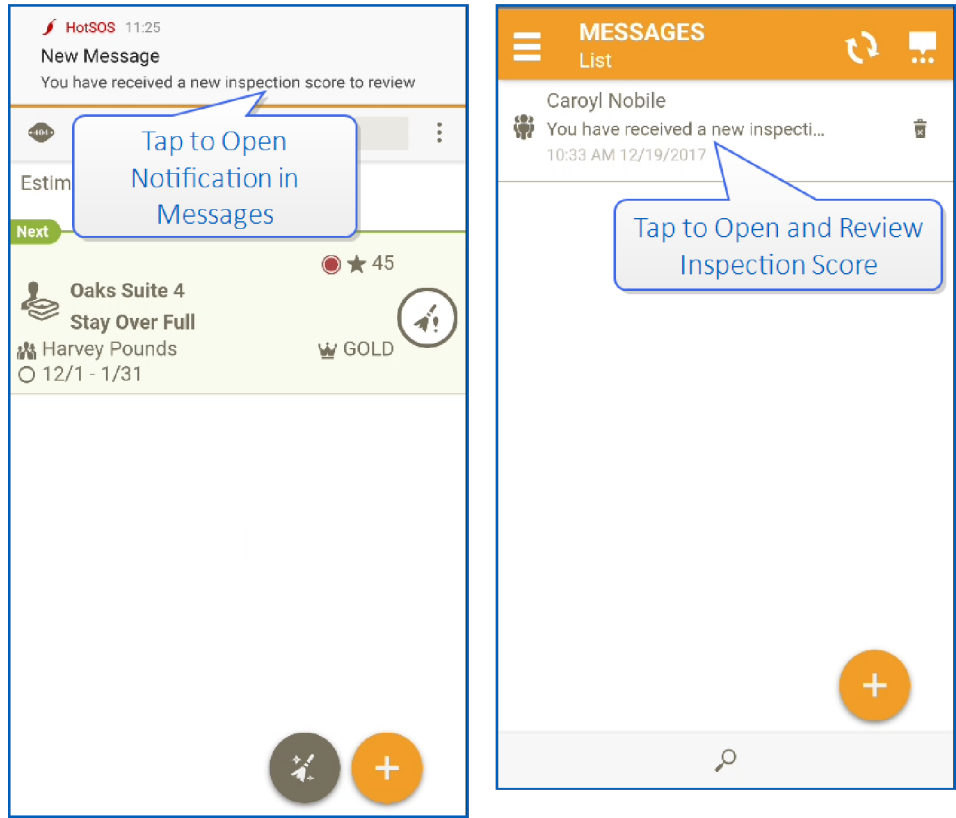 HotSOS 11:25
New Message
You have received a new inspection score to review
404
Tap to Open
Notification in
Messages
Estim
Next
45
Oaks Suite 4
Stay Over Full
Harvey Pounds
GOLD
12/1 - 1/31
MESSAGES
List
Caroyl Nobile
You have received a new inspecti...
10:33 AM 12/19/2017
Tap to Open and Review
Inspection Score